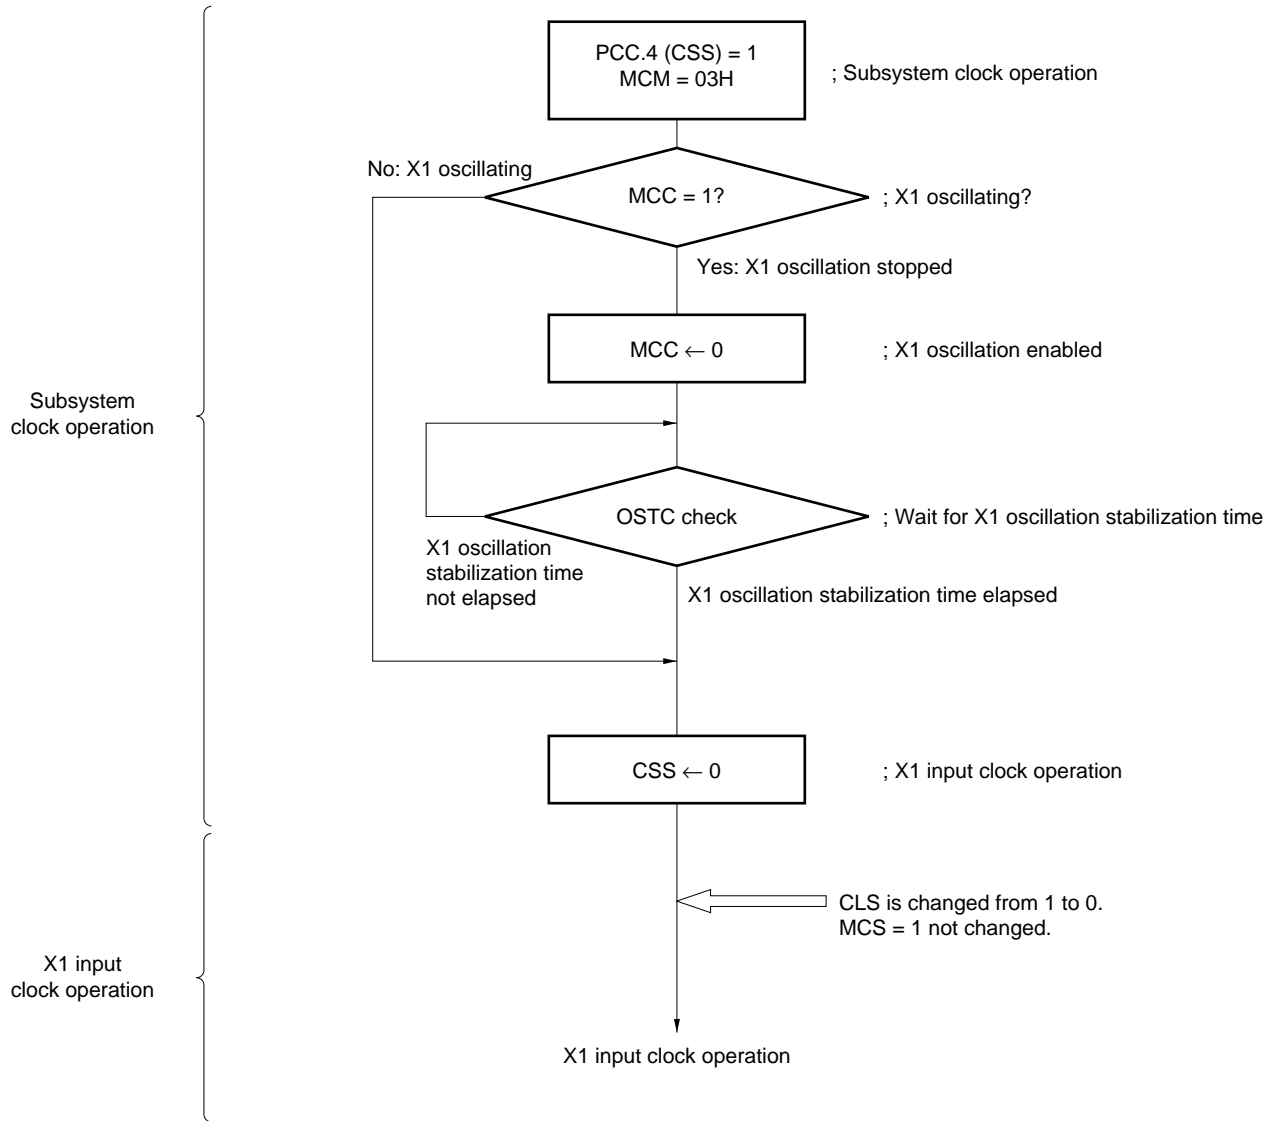 PCC.4 (CSS) = 1
MCM = 03H
; Subsystem clock operation
No: X1 oscillating
MCC = 1?
; X1 oscillating?
Yes: X1 oscillation stopped
MCC ← 0
; X1 oscillation enabled
Subsystem
clock operation
OSTC check
; Wait for X1 oscillation stabilization time
X1 oscillation
stabilization time
not elapsed
X1 oscillation stabilization time elapsed
CSS ← 0
; X1 input clock operation
CLS is changed from 1 to 0.
MCS = 1 not changed.
X1 input
clock operation
X1 input clock operation